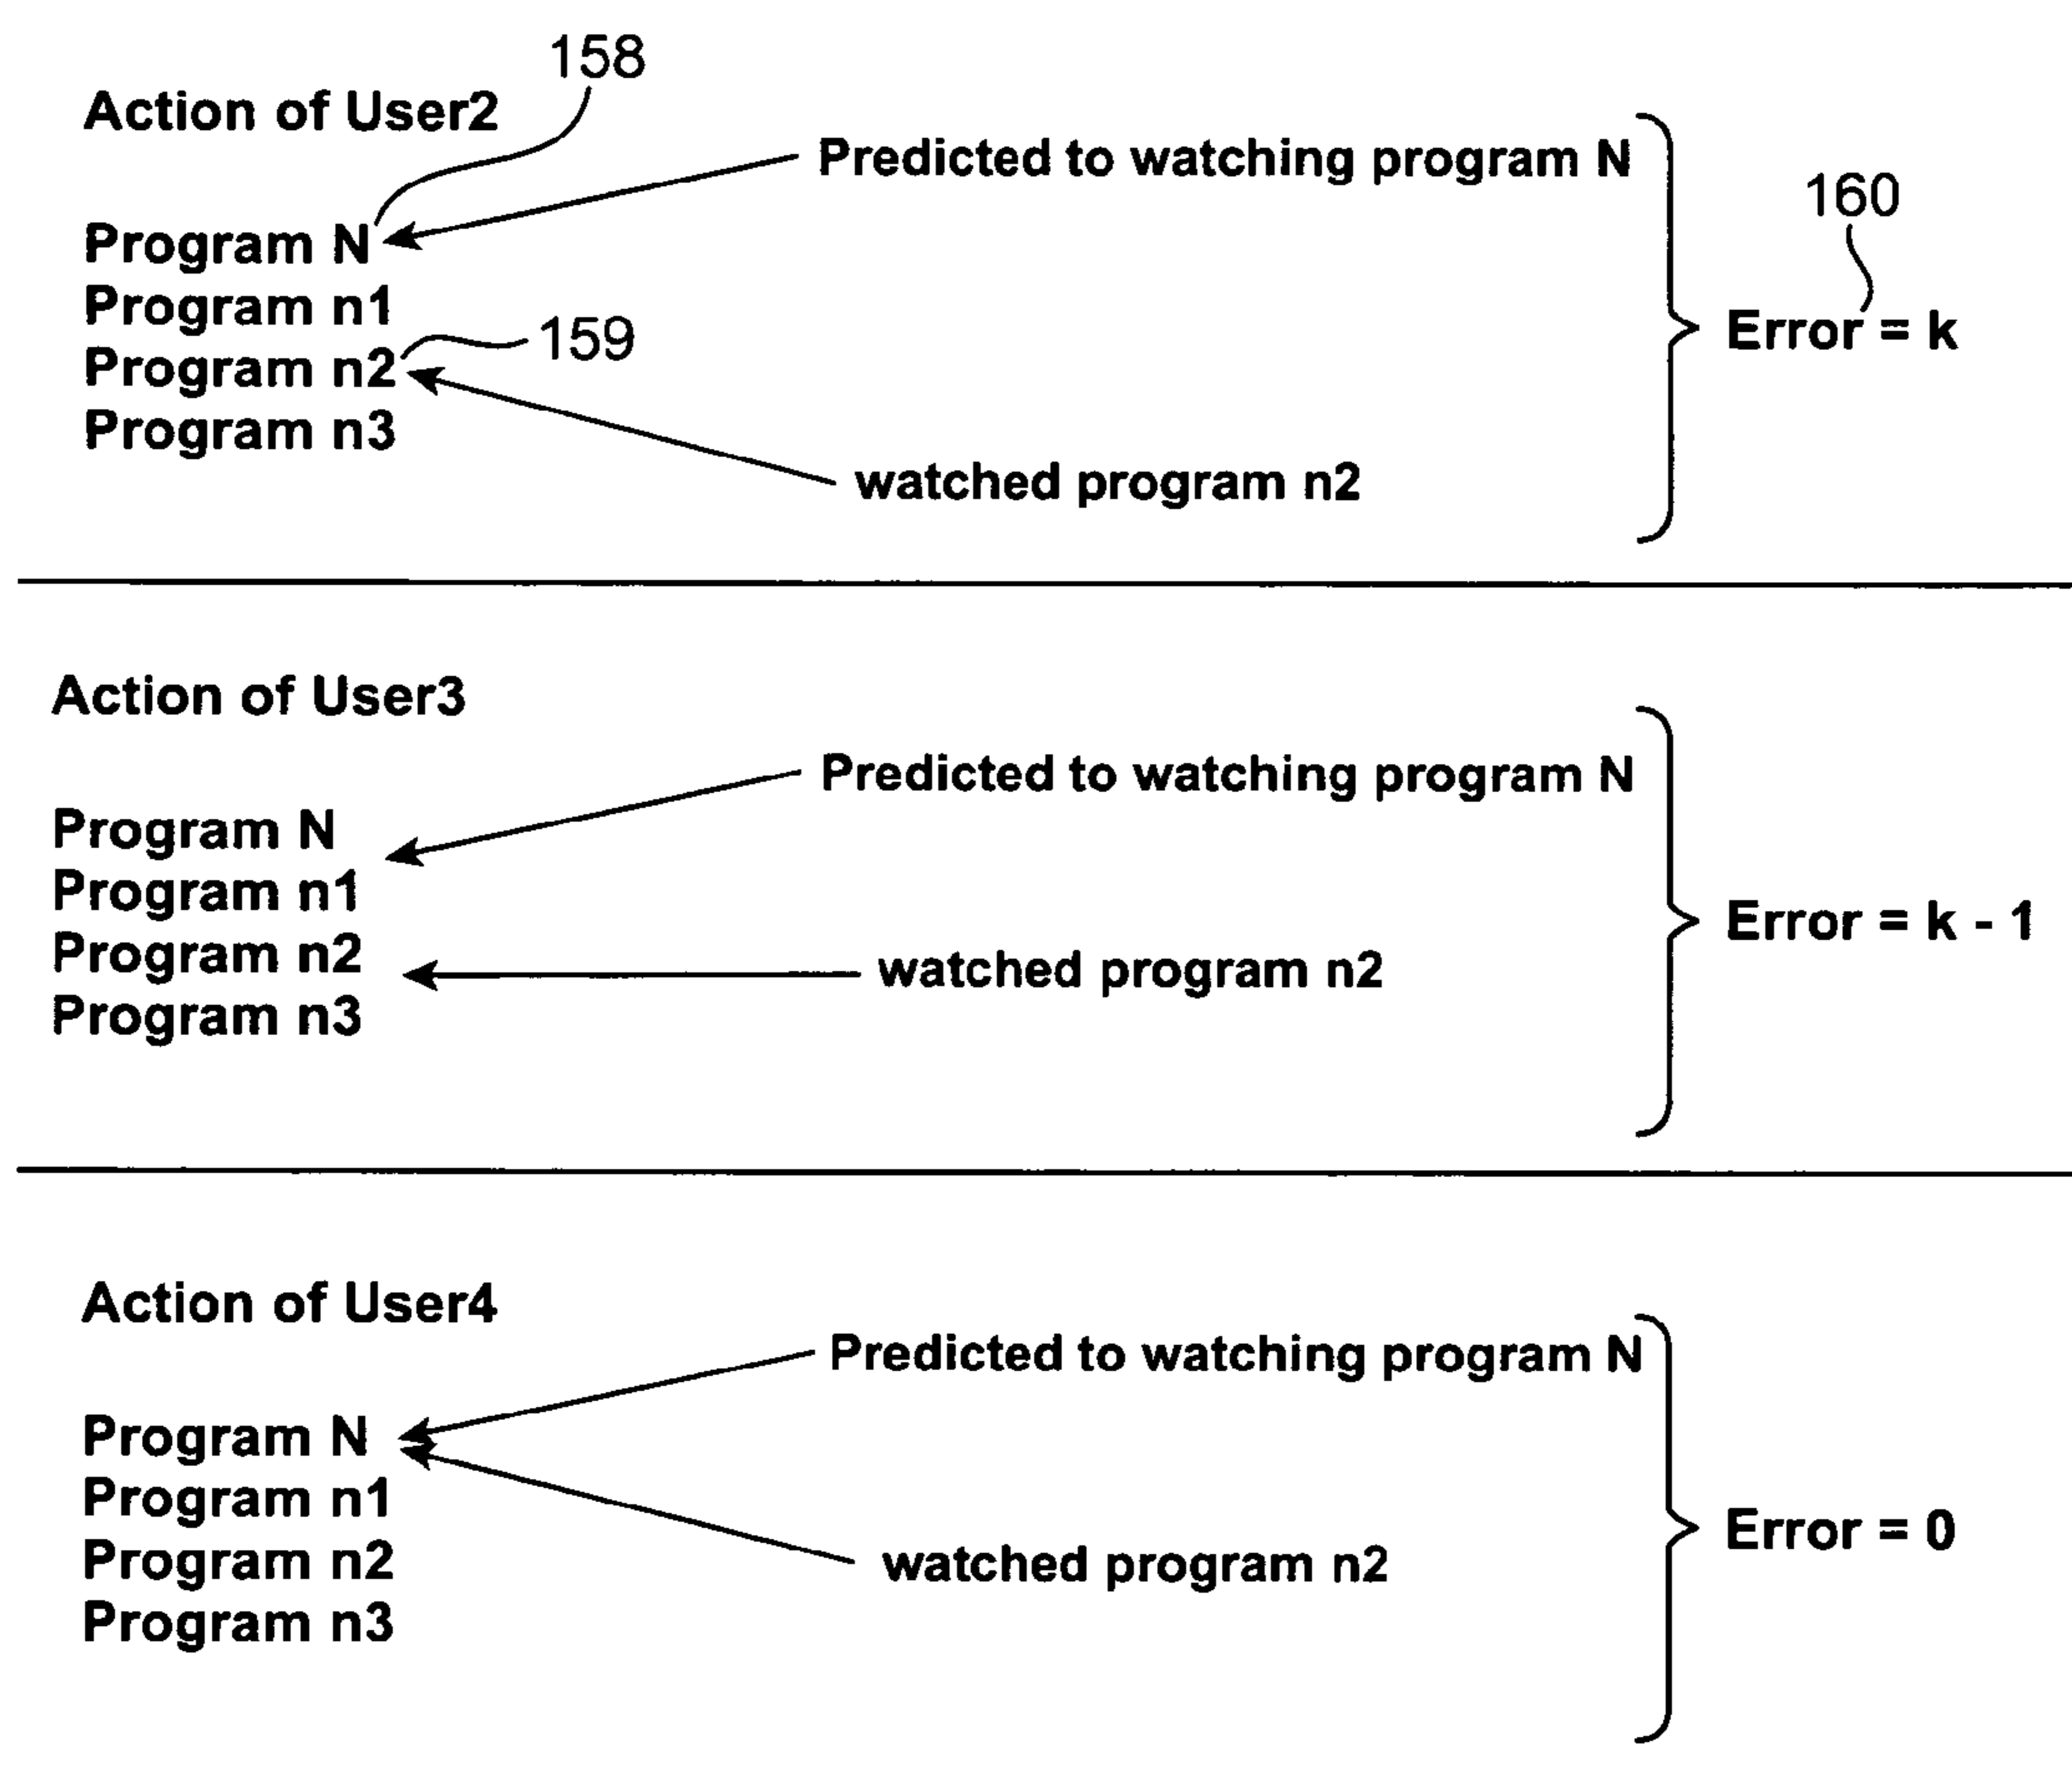 158
Action of User2
Predicted to watching program N
160
Program N
Program n1
Error = k
159
Program n2
Program n3
watched program n2
Action of User3
Predicted to watching program N
Program N
Program n1
Error = k - 1
Program n2
watched program n2
Program n3
Action of User4
Predicted to watching program N
Program N
Program n1
Error = 0
Program n2
watched program n2
Program n3